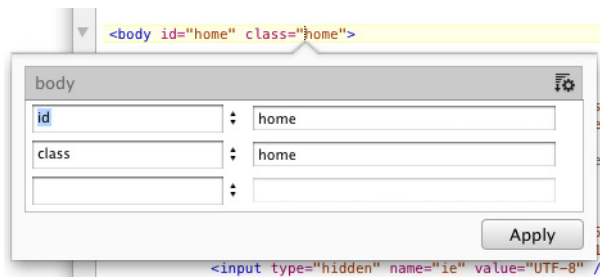 <body id="home" class="home">
body
id home
class home
Apply
<input type="hidden" name="ie" value="UTF-8" /